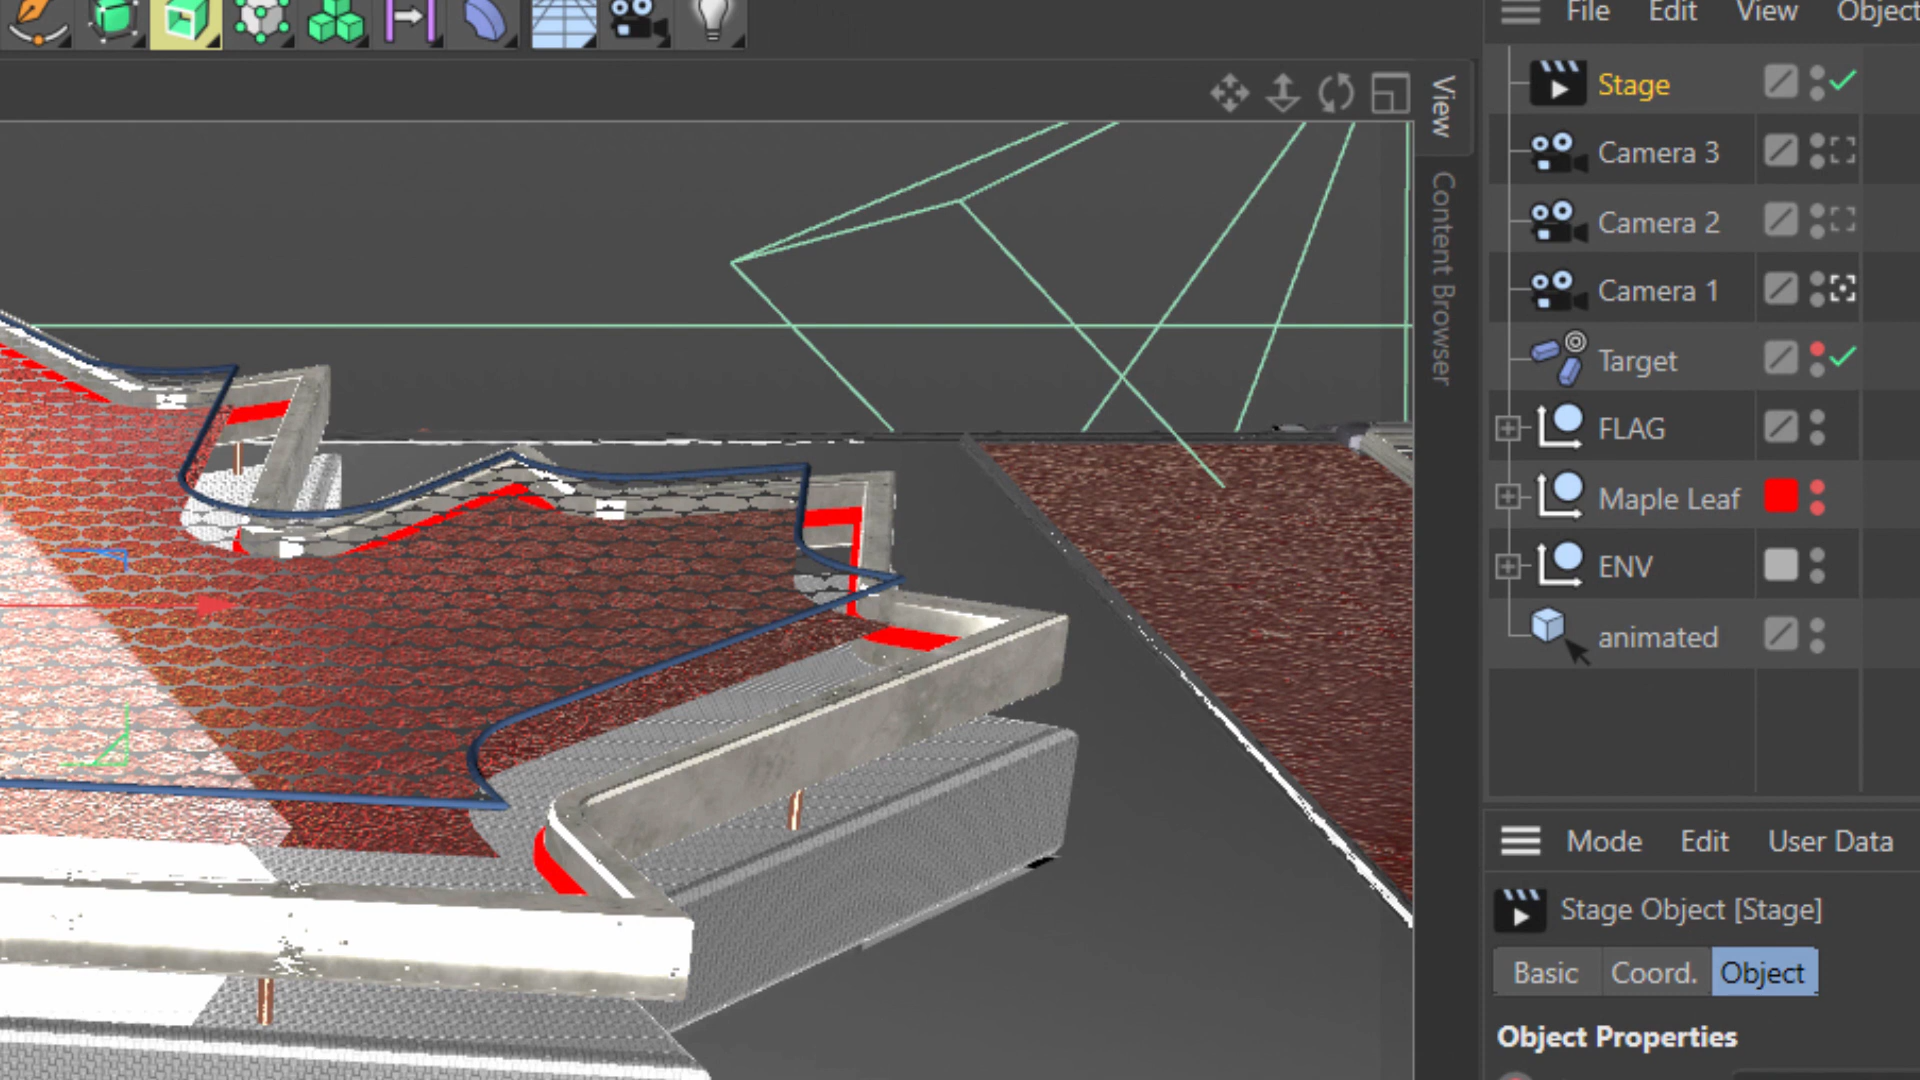 File Edit View Object
View
Content Browser
Stage
Camera 3
Camera 2
Camera 1
Target
FLAG
Maple Leaf
ENV
animated
Mode Edit User Data
Stage Object [Stage]
Basic Coord. Object
Object Properties